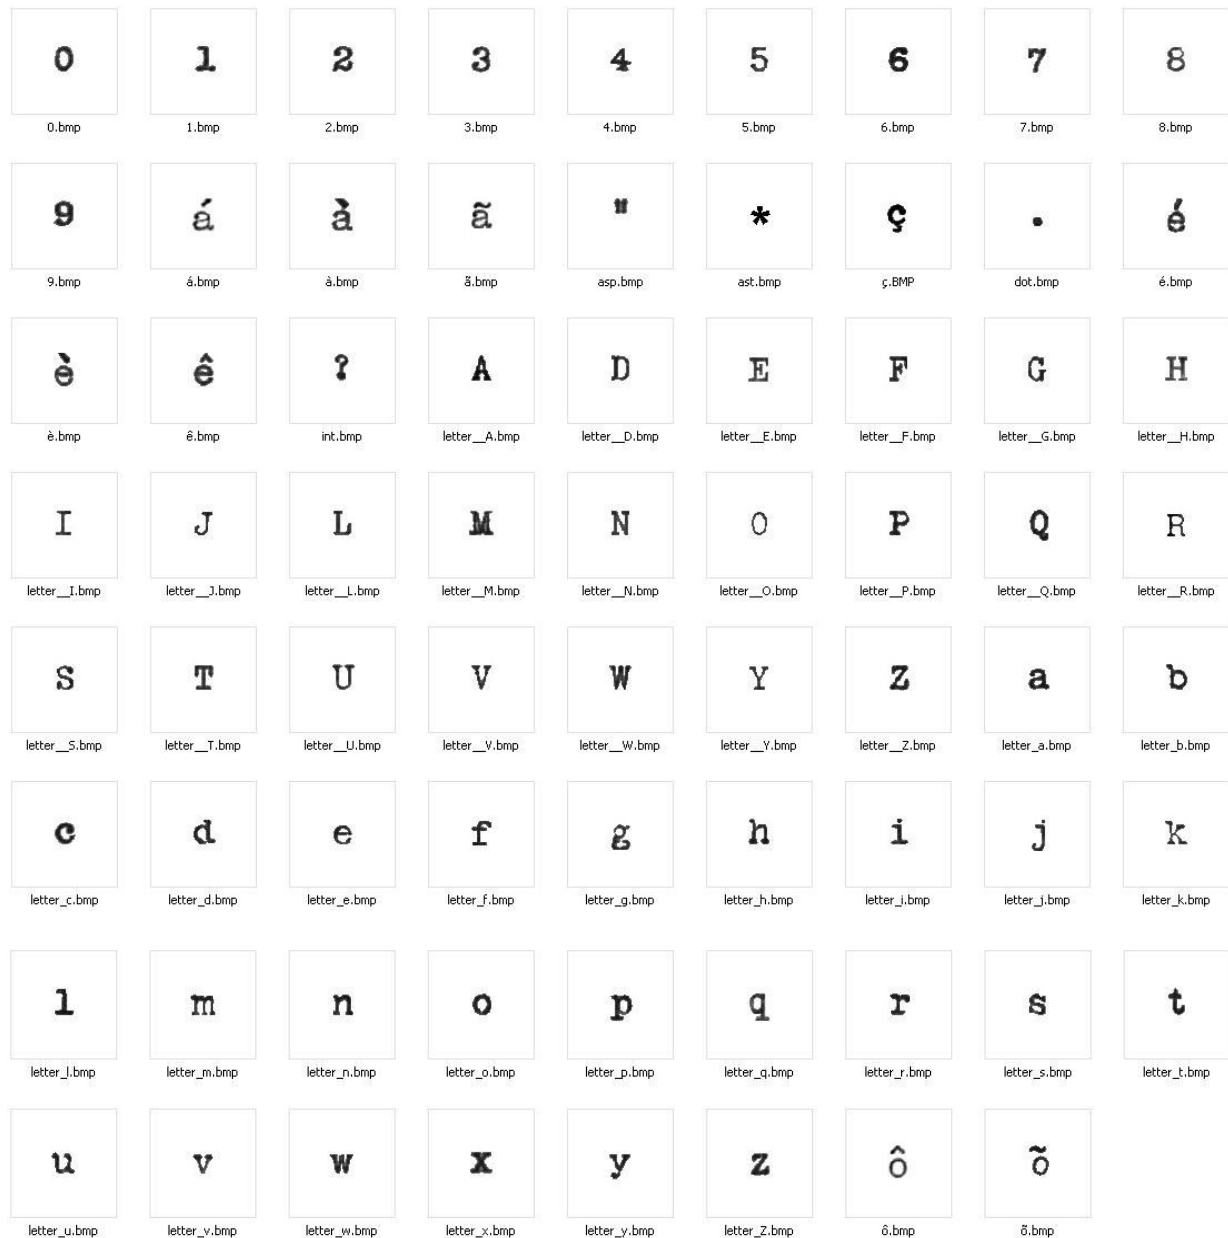 0 1 2 3 4 5 6 7 8
0.bmp 1.bmp 2.bmp 3.bmp 4.bmp 5.bmp 6.bmp 7.bmp 8.bmp
9 á à ã " * ç . é
9.bmp á.bmp à.bmp ã.bmp asp.bmp ast.bmp ç.BMP dot.bmp é.bmp
è ê ? A D E F G H
è.bmp ê.bmp int.bmp letter__A.bmp letter__D.bmp letter__E.bmp letter__F.bmp letter__G.bmp letter__H.bmp
I J L M N O P Q R
letter__I.bmp letter__J.bmp letter__L.bmp letter__M.bmp letter__N.bmp letter__O.bmp letter__P.bmp letter__Q.bmp letter__R.bmp
S T U V W Y Z a b
letter__S.bmp letter__T.bmp letter__U.bmp letter__V.bmp letter__W.bmp letter__Y.bmp letter__Z.bmp letter_a.bmp letter_b.bmp
c d e f g h i j k
letter_c.bmp letter_d.bmp letter_e.bmp letter_f.bmp letter_g.bmp letter_h.bmp letter_i.bmp letter_j.bmp letter_k.bmp
l m n o p q r s t
letter_l.bmp letter_m.bmp letter_n.bmp letter_o.bmp letter_p.bmp letter_q.bmp letter_r.bmp letter_s.bmp letter_t.bmp
u v w x y z ô õ
letter_u.bmp letter_v.bmp letter_w.bmp letter_x.bmp letter_y.bmp letter_Z.bmp ô.bmp õ.bmp